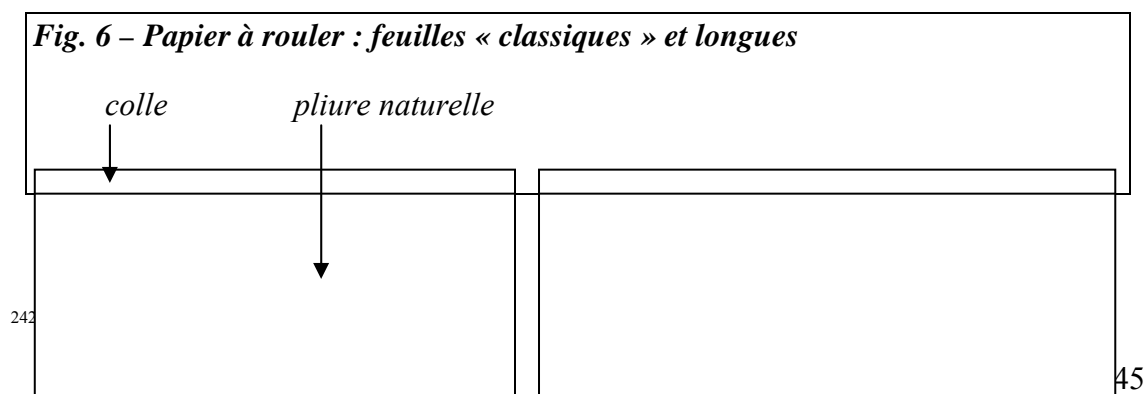 Fig. 6 – Papier à rouler : feuilles « classiques » et longues
colle pliure naturelle
242
45